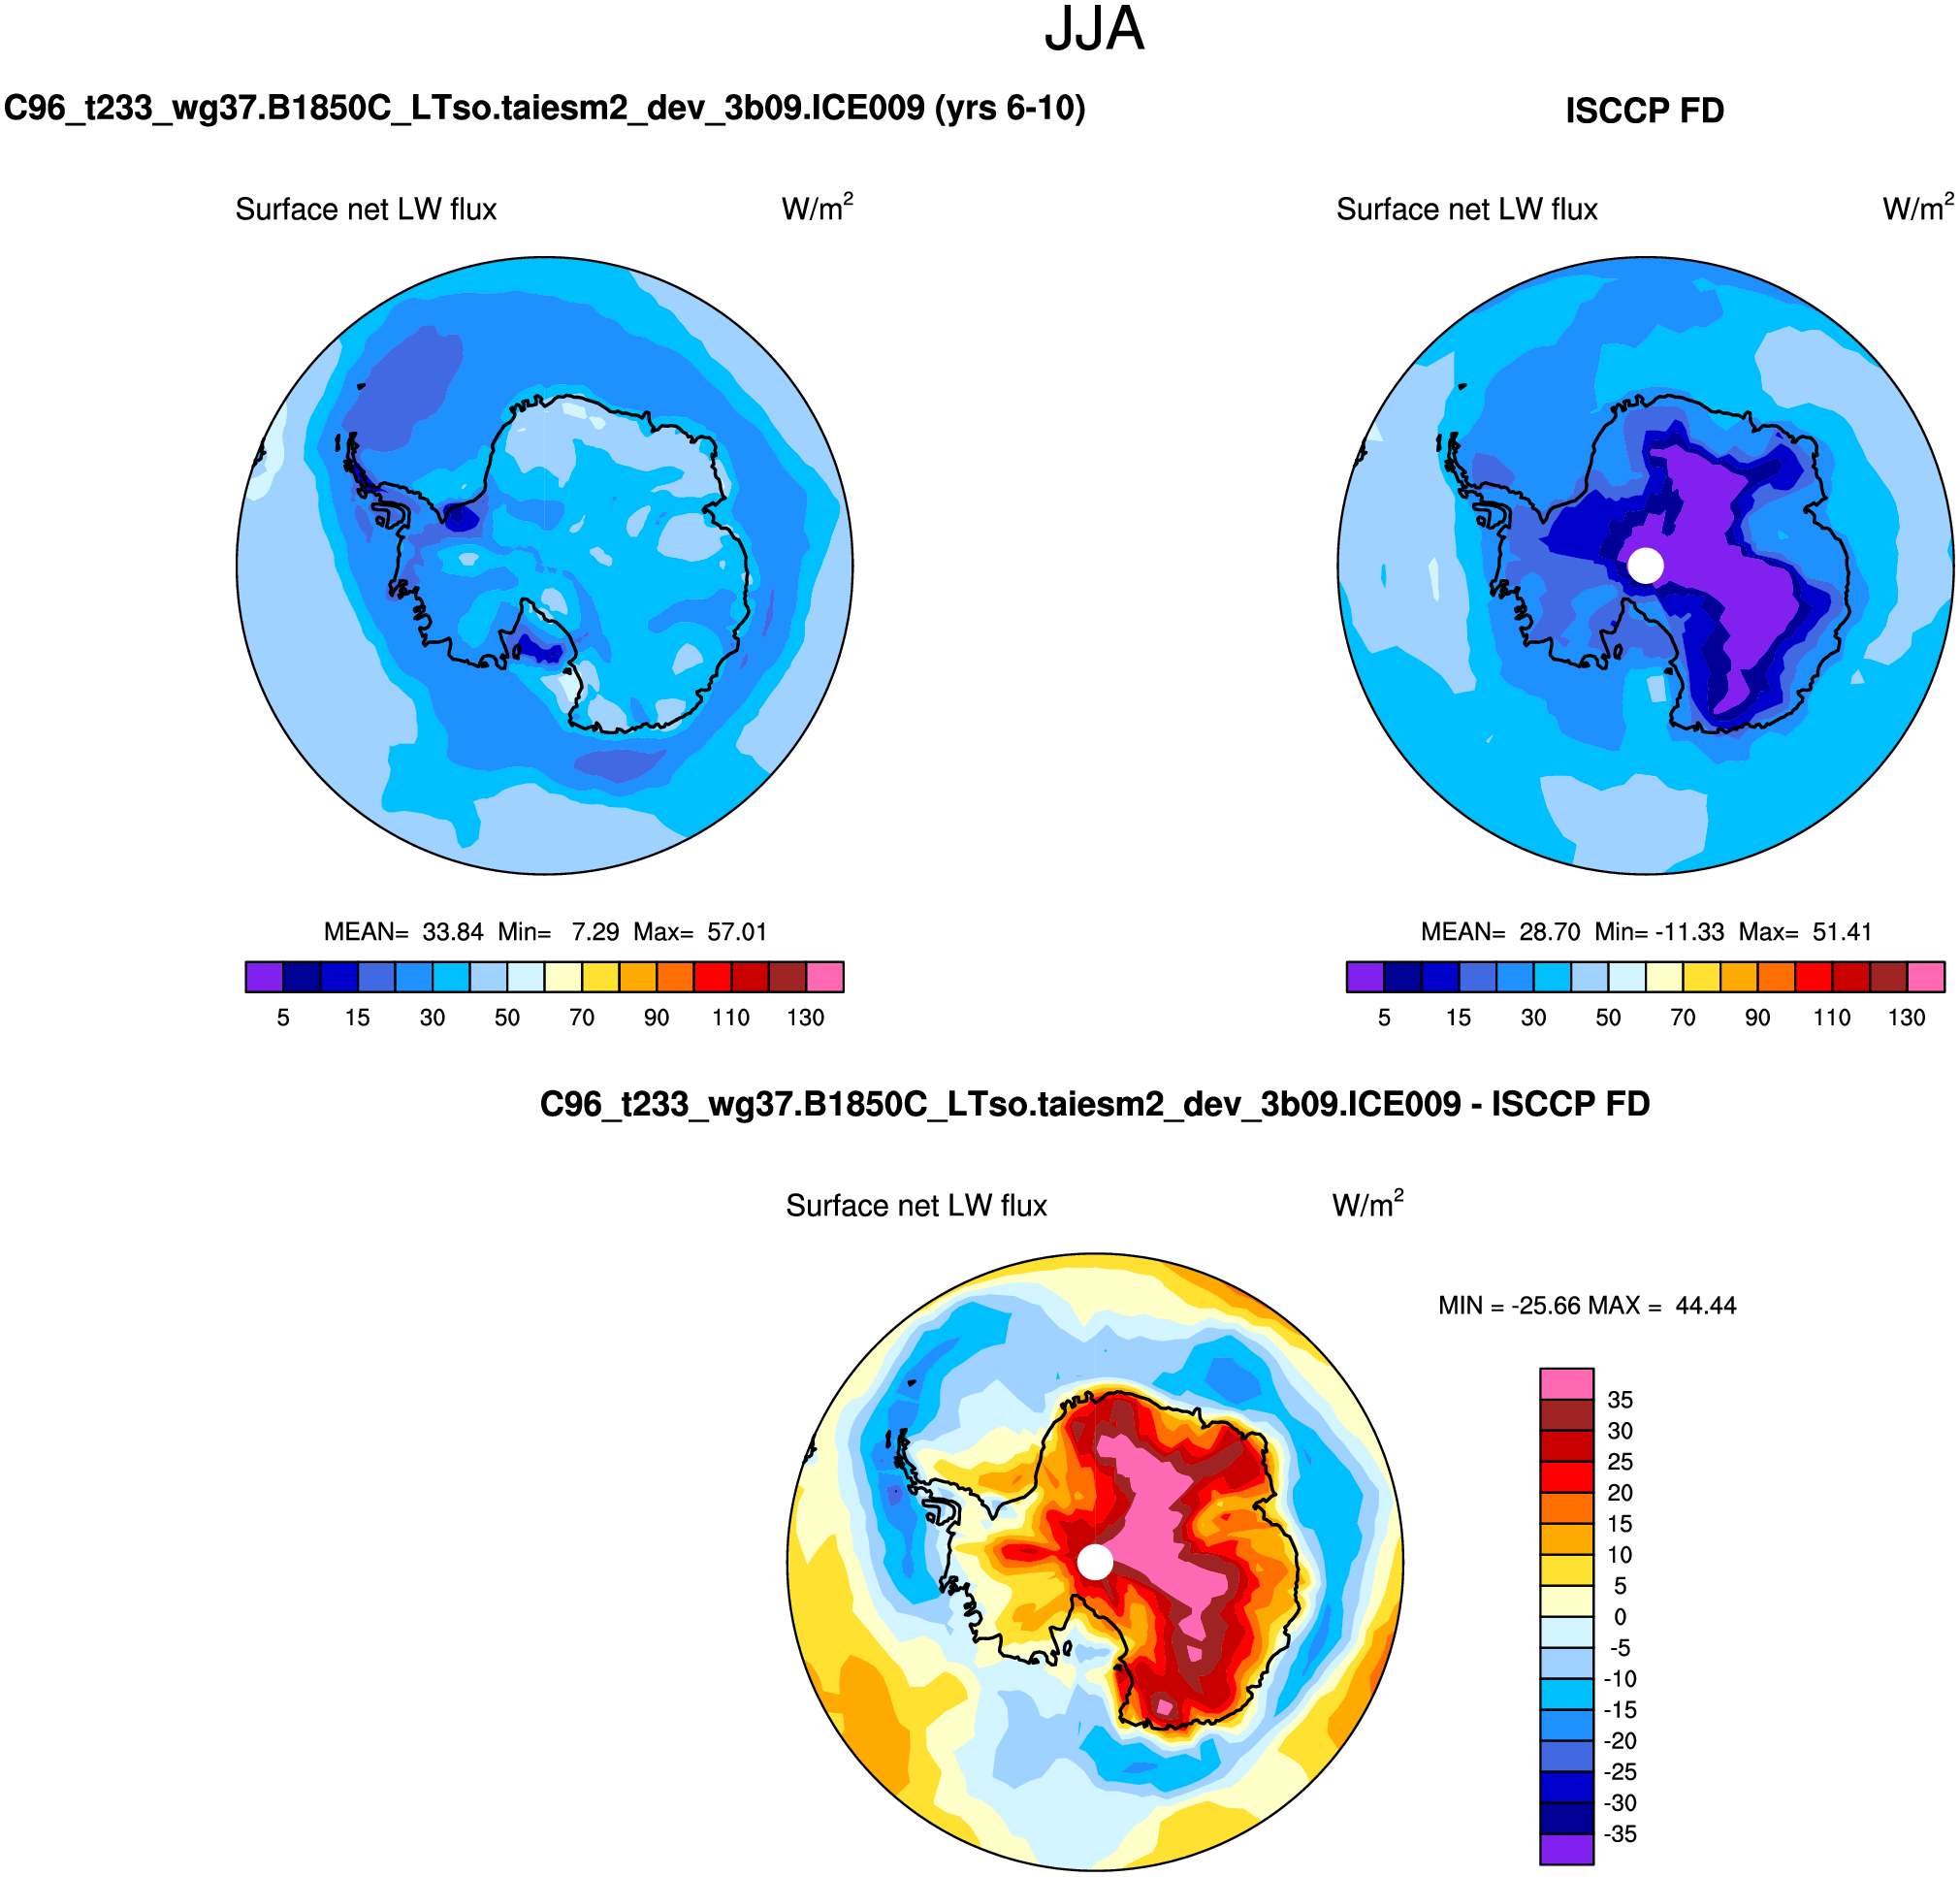 JJA
C96_t233_wg37.B1850C_LTso.taiesm2_dev_3b09.ICE009 (yrs 6-10)
ISCCP FD
Surface net LW flux W/m²
Surface net LW flux W/m²
MEAN= 33.84 Min= 7.29 Max= 57.01
MEAN= 28.70 Min= -11.33 Max= 51.41
5 15 30 50 70 90 110 130
5 15 30 50 70 90 110 130
C96_t233_wg37.B1850C_LTso.taiesm2_dev_3b09.ICE009 - ISCCP FD
Surface net LW flux W/m²
MIN = -25.66 MAX = 44.44
35
30
25
20
15
10
5
0
-5
-10
-15
-20
-25
-30
-35